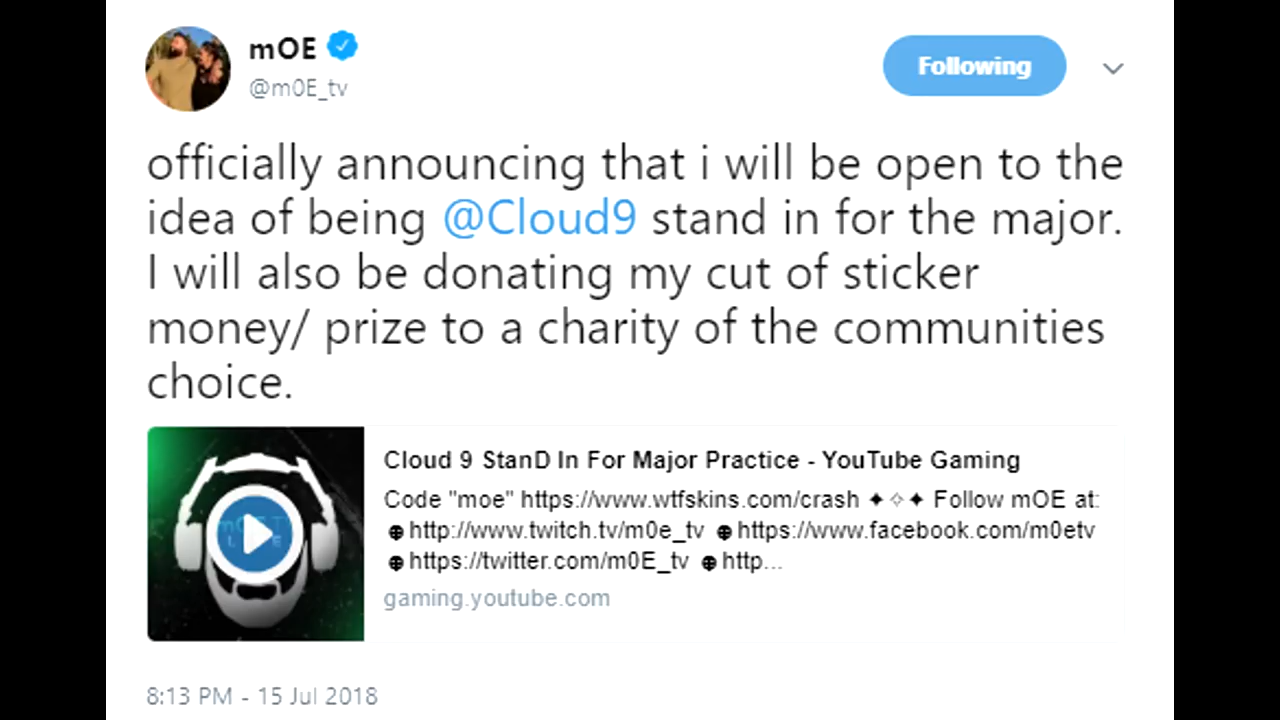 mOE
@m0E_tv
Following
officially announcing that i will be open to the
idea of being @Cloud9 stand in for the major.
I will also be donating my cut of sticker
money/ prize to a charity of the communities
choice.
Cloud 9 StanD In For Major Practice - YouTube Gaming
Code "moe" https://www.wtfskins.com/crash ✦✧✦ Follow mOE at:
☻http://www.twitch.tv/m0e_tv ☻https://www.facebook.com/m0etv
☻https://twitter.com/m0E_tv ☻http...
gaming.youtube.com
8:13 PM - 15 Jul 2018